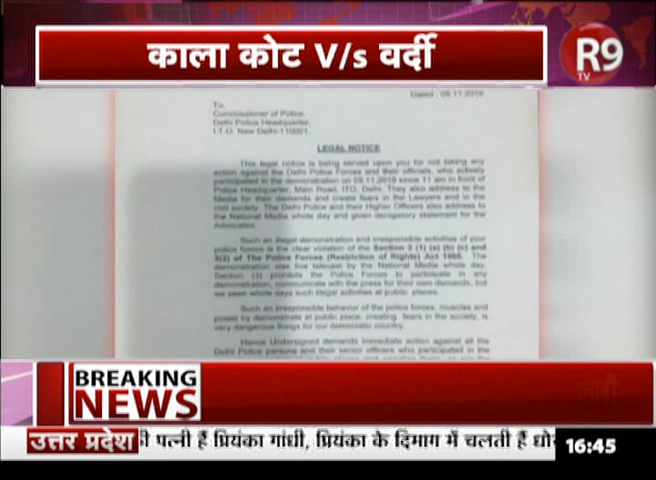 काला कोट V/s वर्दी
R9
TV
Dated - 06.11.2019
To,
Commissioner of Police,
Delhi Police Headquarter,
I.T.O. New Delhi-110001.
LEGAL NOTICE
This legal notice is being served upon you for not taking any
action against the Delhi Police Forces and their officials, who actively
participated in the demonstration on 05.11.2019 since 11 am in front of
Police Headquarter, Main Road, ITO, Delhi. They also address to the
Media for their demands and create fears in the Lawyers and in the
civil society. The Delhi Police and their Higher Officers also address to
the National Media whole day and given derogatory statement for the
Advocates.
Such an illegal demonstration and irresponsible activities of your
police forces is the clear violation of the Section 3 (1) (a) (b) (c) and
3(2) of The Police Forces (Restriction of Rights) Act 1966. The
demonstration was live telecast by the National Media whole day.
Section (3) prohibits the Police Forces to participate in any
demonstration, communicate with the press for their own demands, but
we seen whole days such illegal activities at public places.
Such an irresponsible behavior of the police forces, muscles and
power by demonstrate at public place, creating fears in the society, is
very dangerous things for our democratic country.
Hence Undersigned demands immediate action against all the
Delhi Police persons and their senior officers who participated in the
BREAKING
NEWS
उत्तर प्रदेश
की पत्नी हैं प्रियंका गांधी, प्रियंका के दिमाग में चलती हैं
16:45